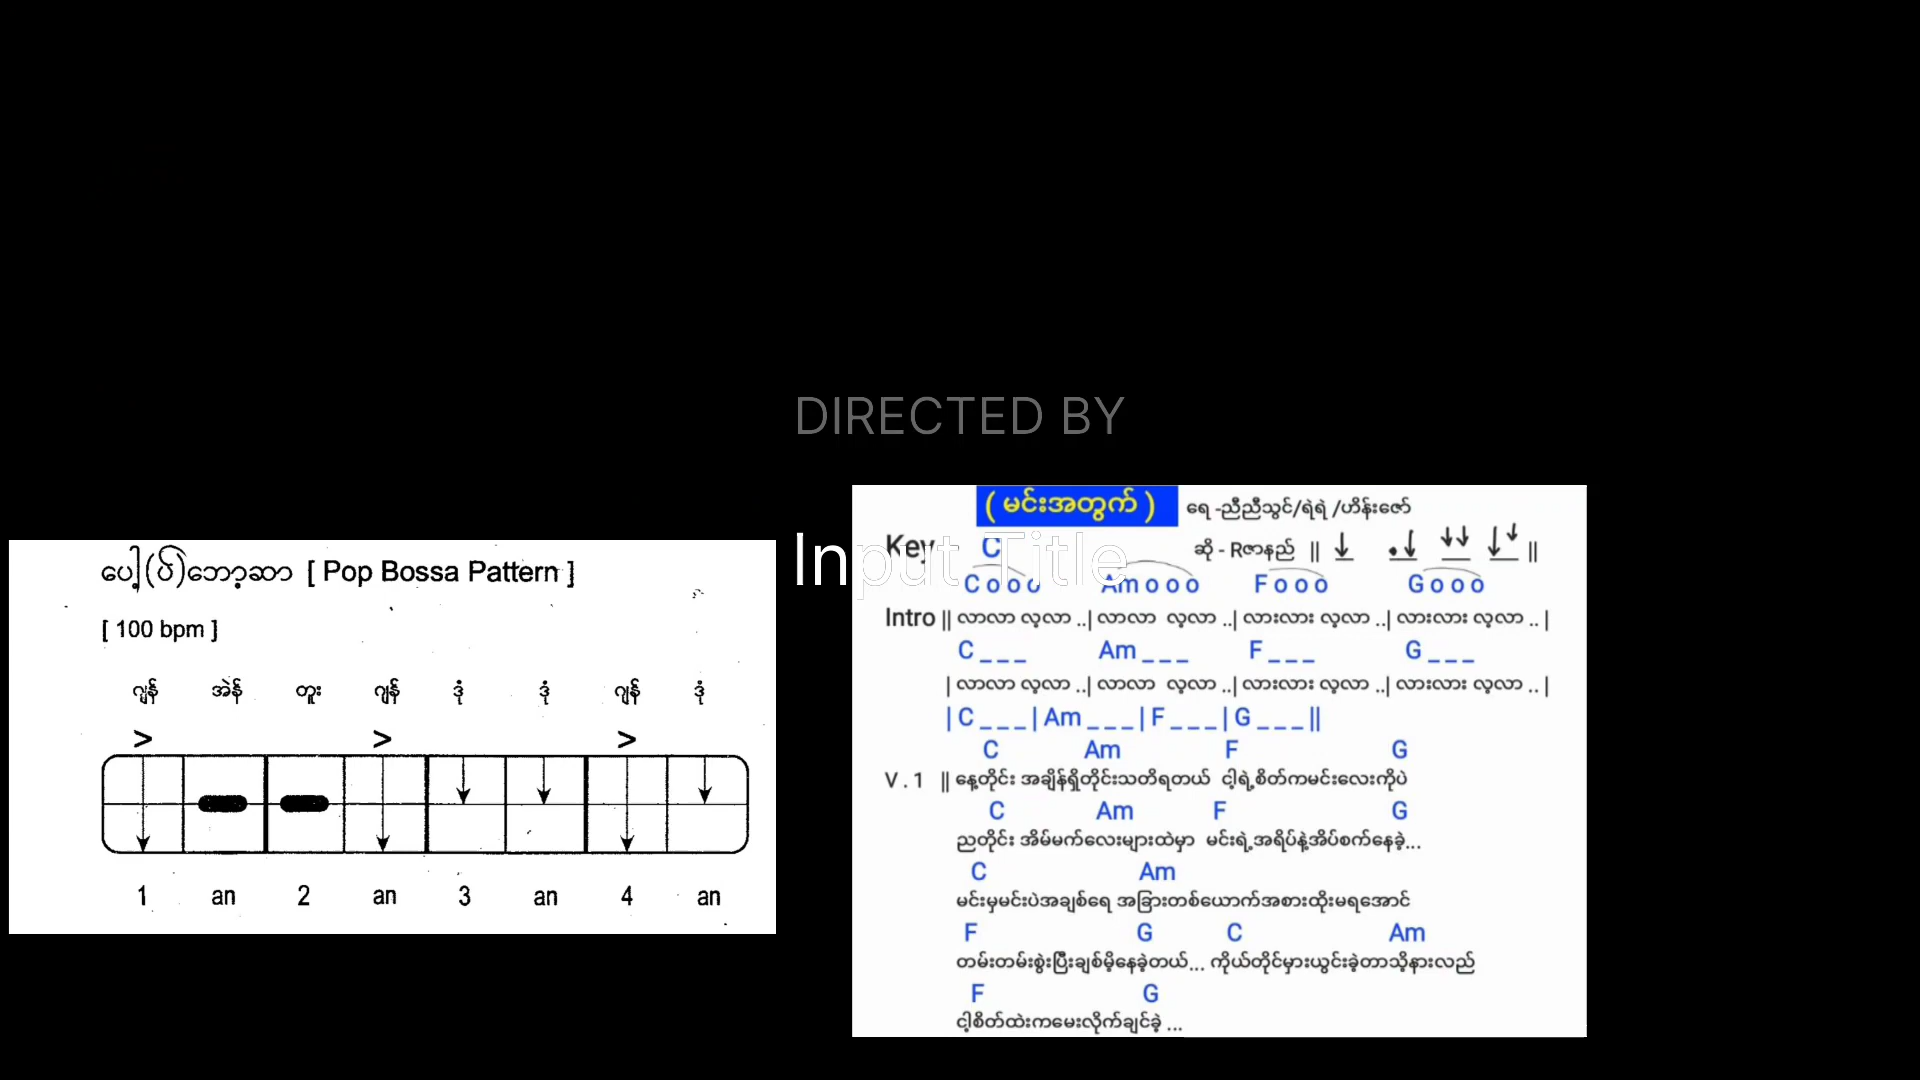 DIRECTED BY
Input Title
ပေါ့(ပ်)ဘော့ဆာ [ Pop Bossa Pattern ]
[ 100 bpm ]
ဂျန် အဲန် တူး ဂျန် ဒုံ ဒုံ ဂျန် ဒုံ
> > >
1 an 2 an 3 an 4 an
( မင်းအတွက် ) ရေး -ညီညီသွင်/ရဲရဲ /ဟိန်းဇော်
Key C ဆို - Rဇာနည် ||  ||
C o o o Am o o o F o o o G o o o
Intro || လာလာ လ္လာ ..| လာလာ လ္လာ ..| လားလား လ္လာ ..| လားလား လ္လာ .. |
C _ _ _ Am _ _ _ F _ _ _ G _ _ _
| လာလာ လ္လာ ..| လာလာ လ္လာ ..| လားလား လ္လာ ..| လားလား လ္လာ .. |
| C _ _ _ | Am _ _ _ | F _ _ _ | G _ _ _ ||
C Am F G
V . 1 || နေ့တိုင်း အချိန်ရှိတိုင်းသတိရတယ် ငါ့ရဲ့စိတ်ကမင်းလေးကိုပဲ
C Am F G
ညတိုင်း အိမ်မက်လေးများထဲမှာ မင်းရဲ့အရိပ်နဲ့အိပ်စက်နေခဲ့...
C Am
မင်းမှမင်းပဲအချစ်ရေ အခြားတစ်ယောက်အစားထိုးမရအောင်
F G C Am
တမ်းတမ်းစွဲးပြီးချစ်မိနေခဲ့တယ်... ကိုယ်တိုင်မှားယွင်းခဲ့တာသိုနားလည်
F G
ငါ့စိတ်ထဲးကမေးလိုက်ချင်ခဲ့ ...